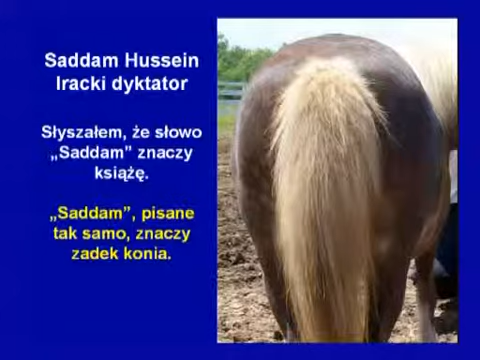 Saddam Hussein
Iracki dyktator
Słyszałem, że słowo
„Saddam” znaczy
książę.
„Saddam”, pisane
tak samo, znaczy
zadek konia.